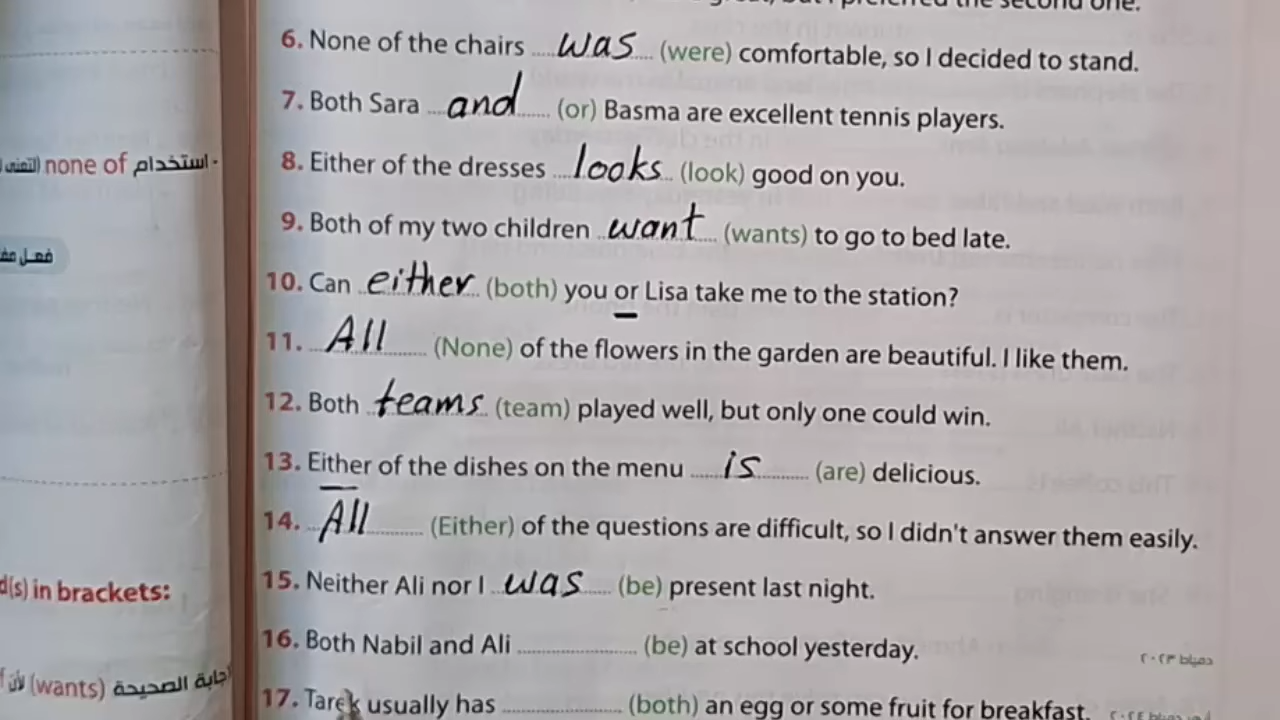 the second one.
6. None of the chairs was (were) comfortable, so I decided to stand.
7. Both Sara and (or) Basma are excellent tennis players.
- استخدام none of
8. Either of the dresses looks (look) good on you.
9. Both of my two children want (wants) to go to bed late.
10. Can either (both) you or Lisa take me to the station?
11. All (None) of the flowers in the garden are beautiful. I like them.
12. Both teams (team) played well, but only one could win.
13. Either of the dishes on the menu is (are) delicious.
14. All (Either) of the questions are difficult, so I didn't answer them easily.
d(s) in brackets:
15. Neither Ali nor I was (be) present last night.
16. Both Nabil and Ali (be) at school yesterday.
دمياط ٢٠٢٣
(wants) الصحيحة
17. Tarek usually has (both) an egg or some fruit for breakfast.